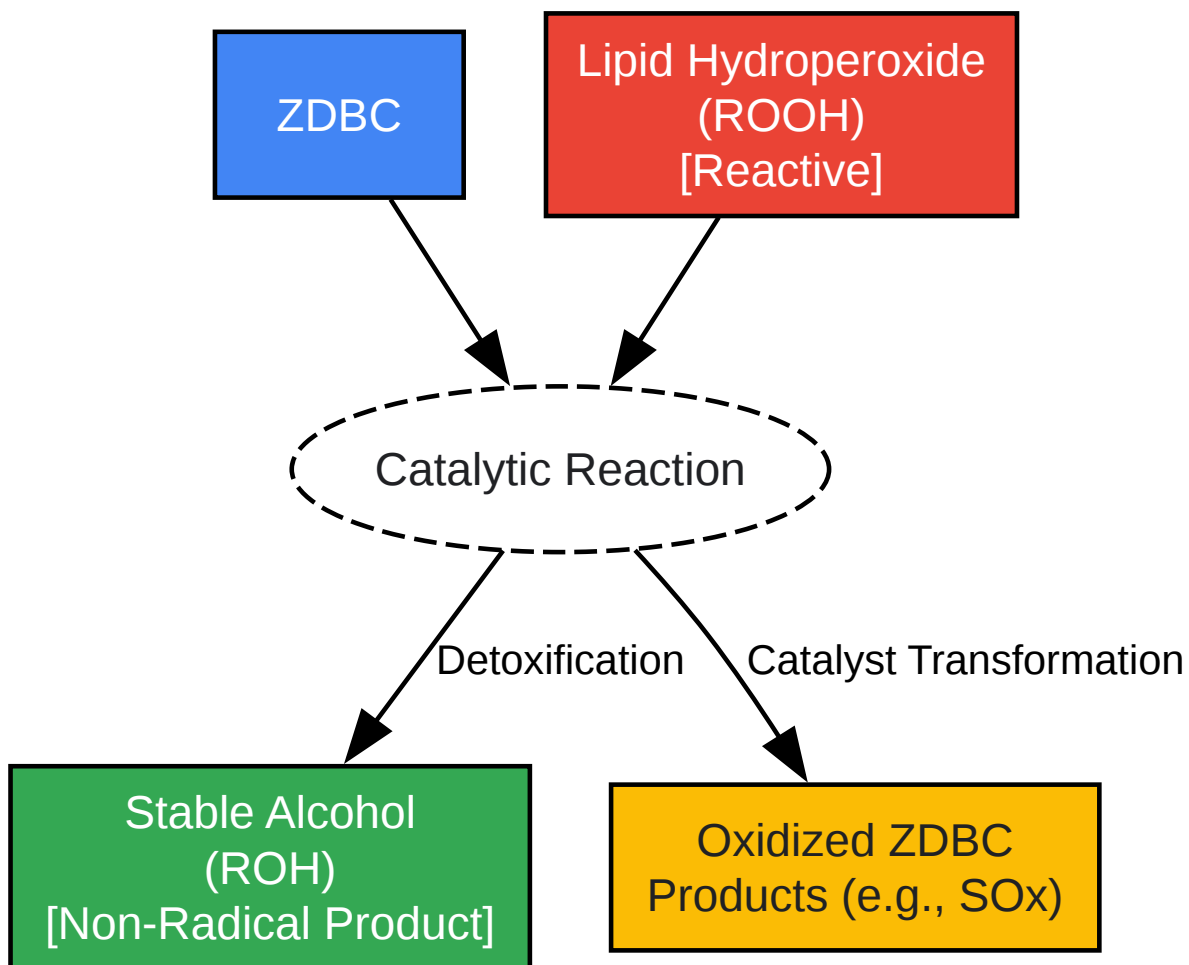 ZDBC
Lipid Hydroperoxide
(ROOH)
[Reactive]
Catalytic Reaction
Detoxification
Catalyst Transformation
Stable Alcohol
(ROH)
[Non-Radical Product]
Oxidized ZDBC
Products (e.g., SOx)